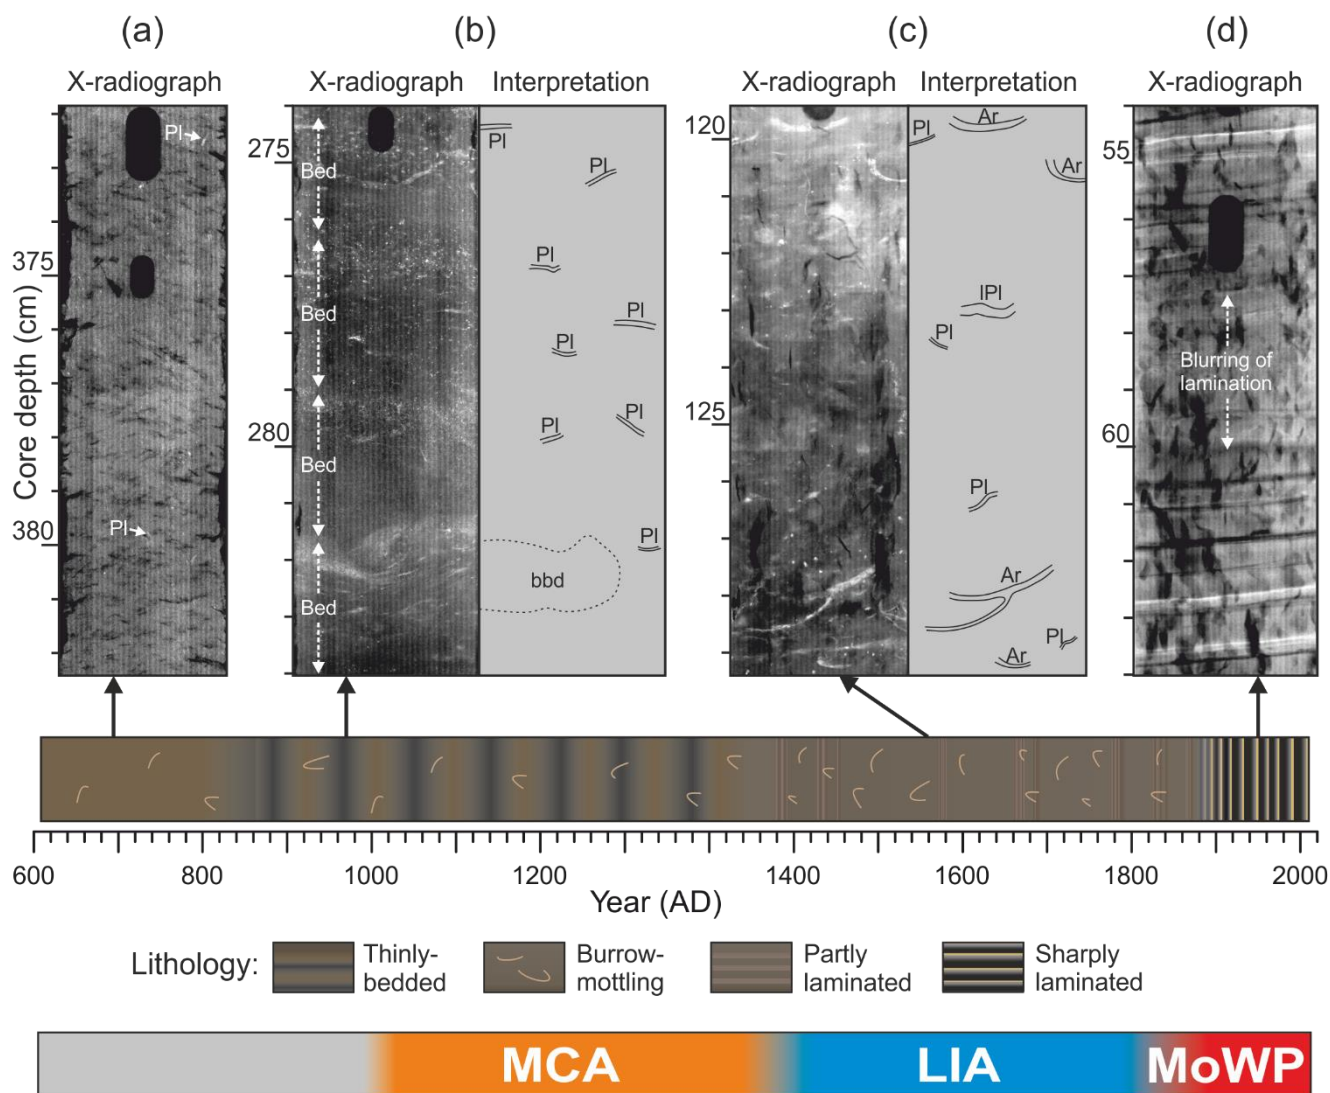 (a)
(b)
(c)
(d)
X-radiograph
X-radiograph
Interpretation
X-radiograph
Interpretation
X-radiograph
Core depth (cm)
375
380
Pl
Pl
275
280
Bed
Bed
Bed
Bed
Pl
Pl
Pl
Pl
Pl
Pl
Pl
Pl
bbd
120
125
Pl
Ar
Ar
lPl
Pl
Pl
Ar
Pl
Ar
55
60
Blurring of
lamination
600
800
1000
1200
1400
1600
1800
2000
Year (AD)
Lithology:
Thinly-
bedded
Burrow-
mottling
Partly
laminated
Sharply
laminated
MCA
LIA
MoWP